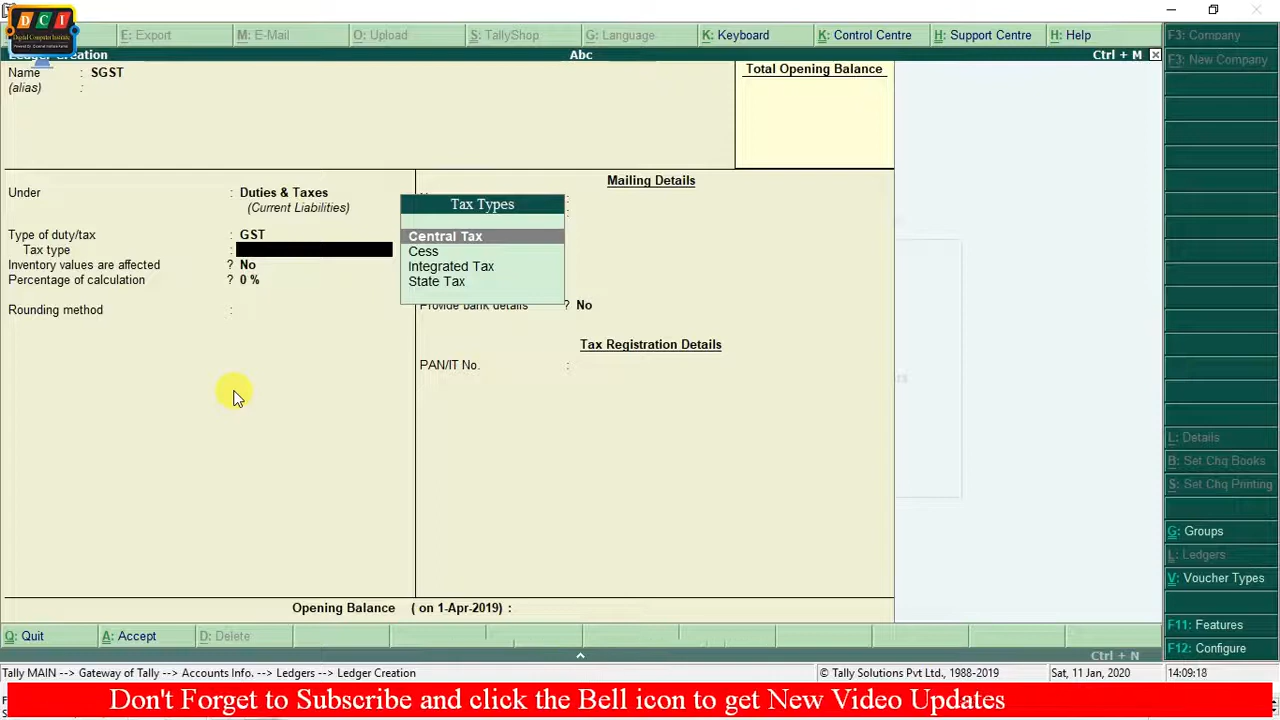 DCI
Digital Computer Institute
E: Export
M: E-Mail
O: Upload
S: TallyShop
G: Language
K: Keyboard
K: Control Centre
H: Support Centre
H: Help
Ledger Creation
Abc
Ctrl + M
Name : SGST
(alias) :
Total Opening Balance
Under : Duties & Taxes
(Current Liabilities)
Type of duty/tax : GST
Tax type :
Inventory values are affected ? No
Percentage of calculation ? 0 %
Rounding method :
Mailing Details
Tax Types
Central Tax
Cess
Integrated Tax
State Tax
Provide bank details ? No
Tax Registration Details
PAN/IT No. :
Opening Balance ( on 1-Apr-2019) :
F3: Company
F3: New Company
L: Details
B: Set Chq Books
S: Set Chq Printing
G: Groups
L: Ledgers
V: Voucher Types
F11: Features
F12: Configure
Q: Quit
A: Accept
D: Delete
Ctrl + N
Tally MAIN --> Gateway of Tally --> Accounts Info. --> Ledgers --> Ledger Creation
© Tally Solutions Pvt Ltd., 1988-2019
Sat, 11 Jan, 2020
14:09:18
Don't Forget to Subscribe and click the Bell icon to get New Video Updates